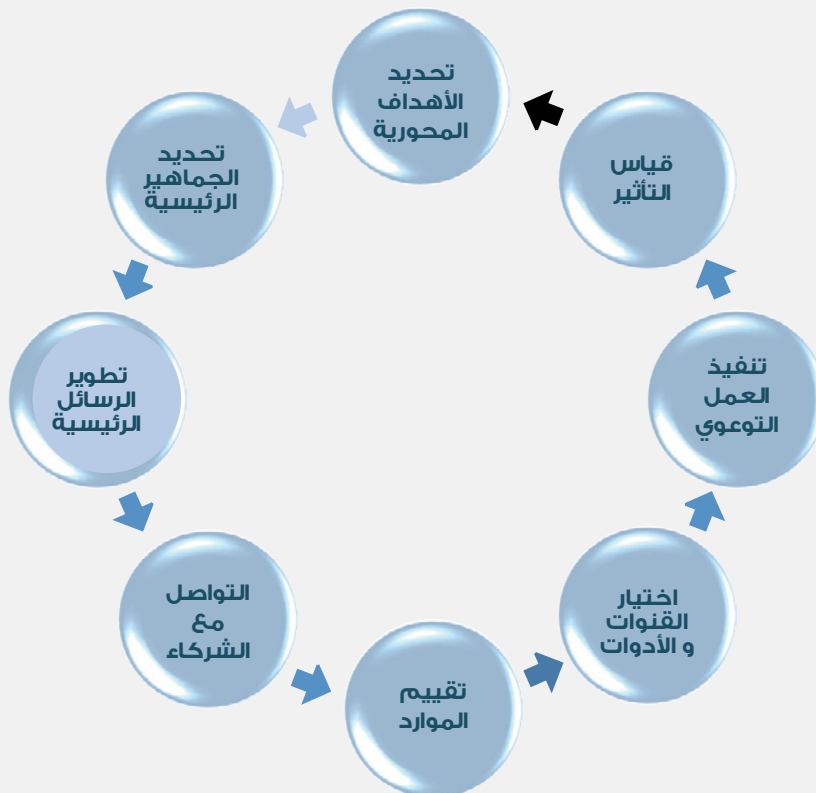 تحديد
الأهداف
المحورية
تحديد
الجماهير
الرئيسية
تطوير
الرسائل
الرئيسية
التواصل
مع
الشركاء
تقييم
الموارد
اختيار
القنوات
و الأدوات
تنفيذ
العمل
التوعوي
قياس
التأثير